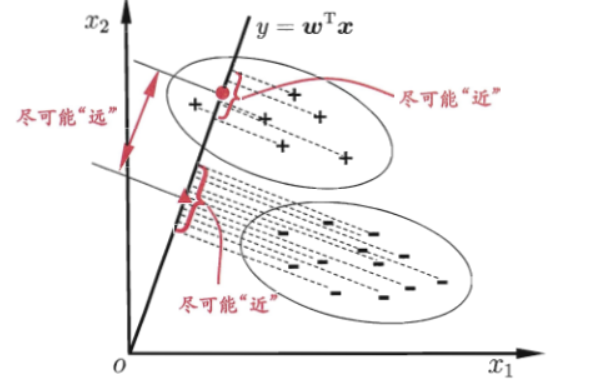 x₂
y = wᵀx
尽可能“近”
尽可能“远”
尽可能“近”
O
x₁